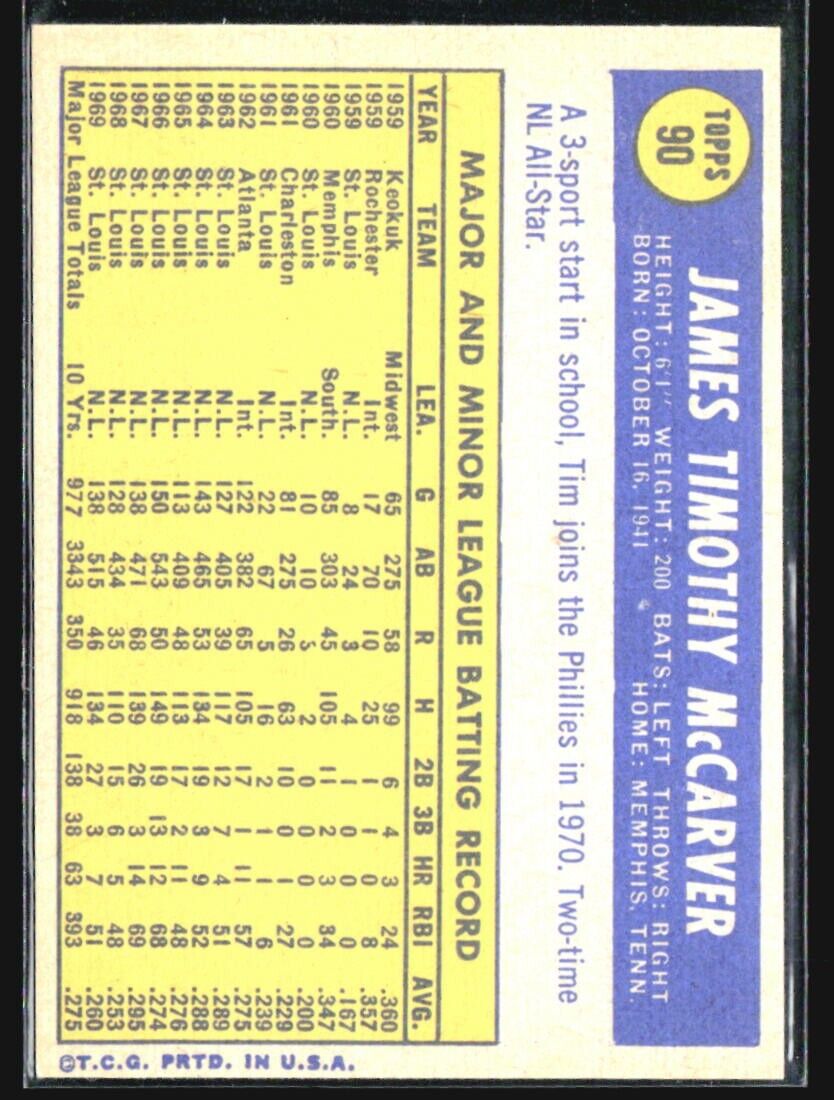 TOPPS
90
JAMES TIMOTHY McCARVER
HEIGHT: 6'1" WEIGHT: 200 BATS: LEFT THROWS: RIGHT
BORN: OCTOBER 16, 1941 HOME: MEMPHIS, TENN.
A 3-sport start in school, Tim joins the Phillies in 1970. Two-time
NL All-Star.
MAJOR AND MINOR LEAGUE BATTING RECORD
YEAR TEAM LEA. G AB R H 2B 3B HR RBI AVG.
1959 Keokuk Midwest 65 275 58 99 6 4 3 24 .360
1959 Rochester Int. 17 70 10 25 1 1 0 8 .357
1959 St. Louis N.L. 8 24 3 4 1 0 0 0 .167
1960 Memphis South. 85 303 45 105 11 2 3 34 .347
1960 St. Louis N.L. 10 10 5 2 0 0 0 0 .200
1961 Charleston Int. 81 275 26 63 10 0 1 27 .229
1961 St. Louis N.L. 22 67 5 16 2 1 1 6 .239
1962 Atlanta Int. 122 382 65 105 17 1 11 57 .275
1963 St. Louis N.L. 127 405 39 117 12 7 4 51 .289
1964 St. Louis N.L. 143 465 53 134 19 3 9 52 .288
1965 St. Louis N.L. 113 409 48 113 17 2 11 48 .276
1966 St. Louis N.L. 150 543 50 149 19 13 12 68 .274
1967 St. Louis N.L. 138 471 68 139 26 3 14 69 .295
1968 St. Louis N.L. 128 434 35 110 15 6 5 48 .253
1969 St. Louis N.L. 138 515 46 134 27 3 7 51 .260
Major League Totals 10 Yrs. 977 3343 350 918 138 38 63 393 .275
©T.C.G. PRTD. IN U.S.A.